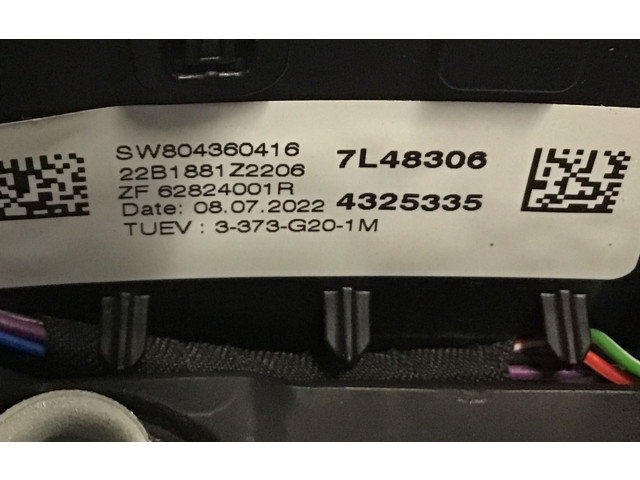 SW804360416
22B1881Z2206
ZF 62824001R
Date: 08.07.2022
TUEV : 3-373-G20-1M
7L48306
4325335